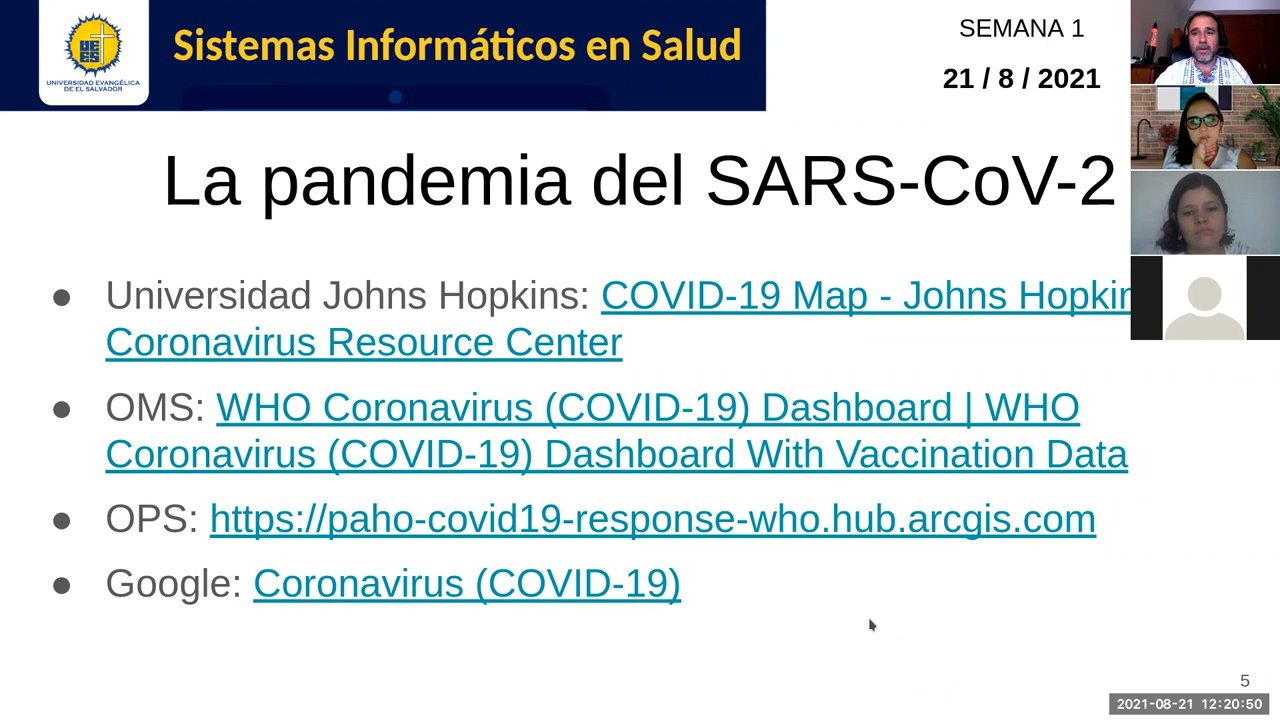 UNIVERSIDAD EVANGÉLICA
DE EL SALVADOR
Sistemas Informáticos en Salud
SEMANA 1
21 / 8 / 2021
La pandemia del SARS-CoV-2
● Universidad Johns Hopkins: COVID-19 Map - Johns
Coronavirus Resource Center
● OMS: WHO Coronavirus (COVID-19) Dashboard | WHO
Coronavirus (COVID-19) Dashboard With Vaccination Data
● OPS: https://paho-covid19-response-who.hub.arcgis.com
● Google: Coronavirus (COVID-19)
5
2021-08-21 12:20:50